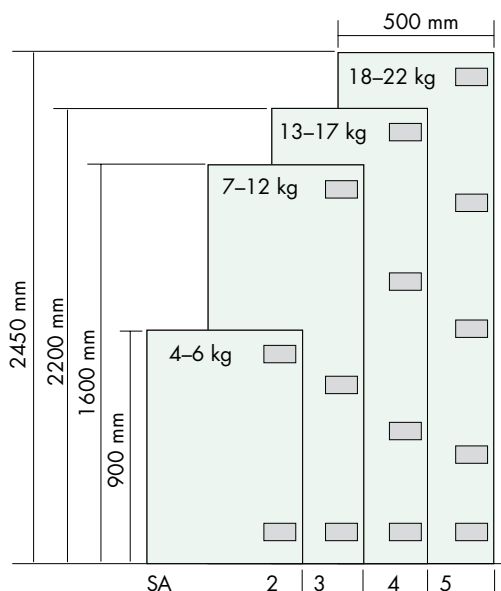 500 mm
18–22 kg
13–17 kg
7–12 kg
4–6 kg
2450 mm
2200 mm
1600 mm
900 mm
SA 2 3 4 5